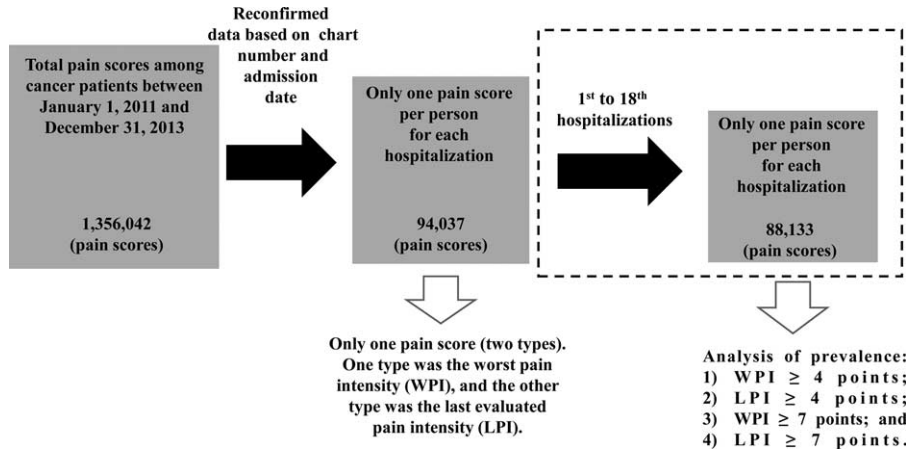 Total pain scores among
cancer patients between
January 1, 2011 and
December 31, 2013
1,356,042
(pain scores)
Reconfirmed
data based on chart
number and
admission
date
Only one pain score
per person
for each
hospitalization
94,037
(pain scores)
1st to 18th
hospitalizations
Only one pain score
per person
for each
hospitalization
88,133
(pain scores)
Only one pain score (two types).
One type was the worst pain
intensity (WPI), and the other
type was the last evaluated
pain intensity (LPI).
Analysis of prevalence:
1) WPI ≥ 4 points;
2) LPI ≥ 4 points;
3) WPI ≥ 7 points; and
4) LPI ≥ 7 points.